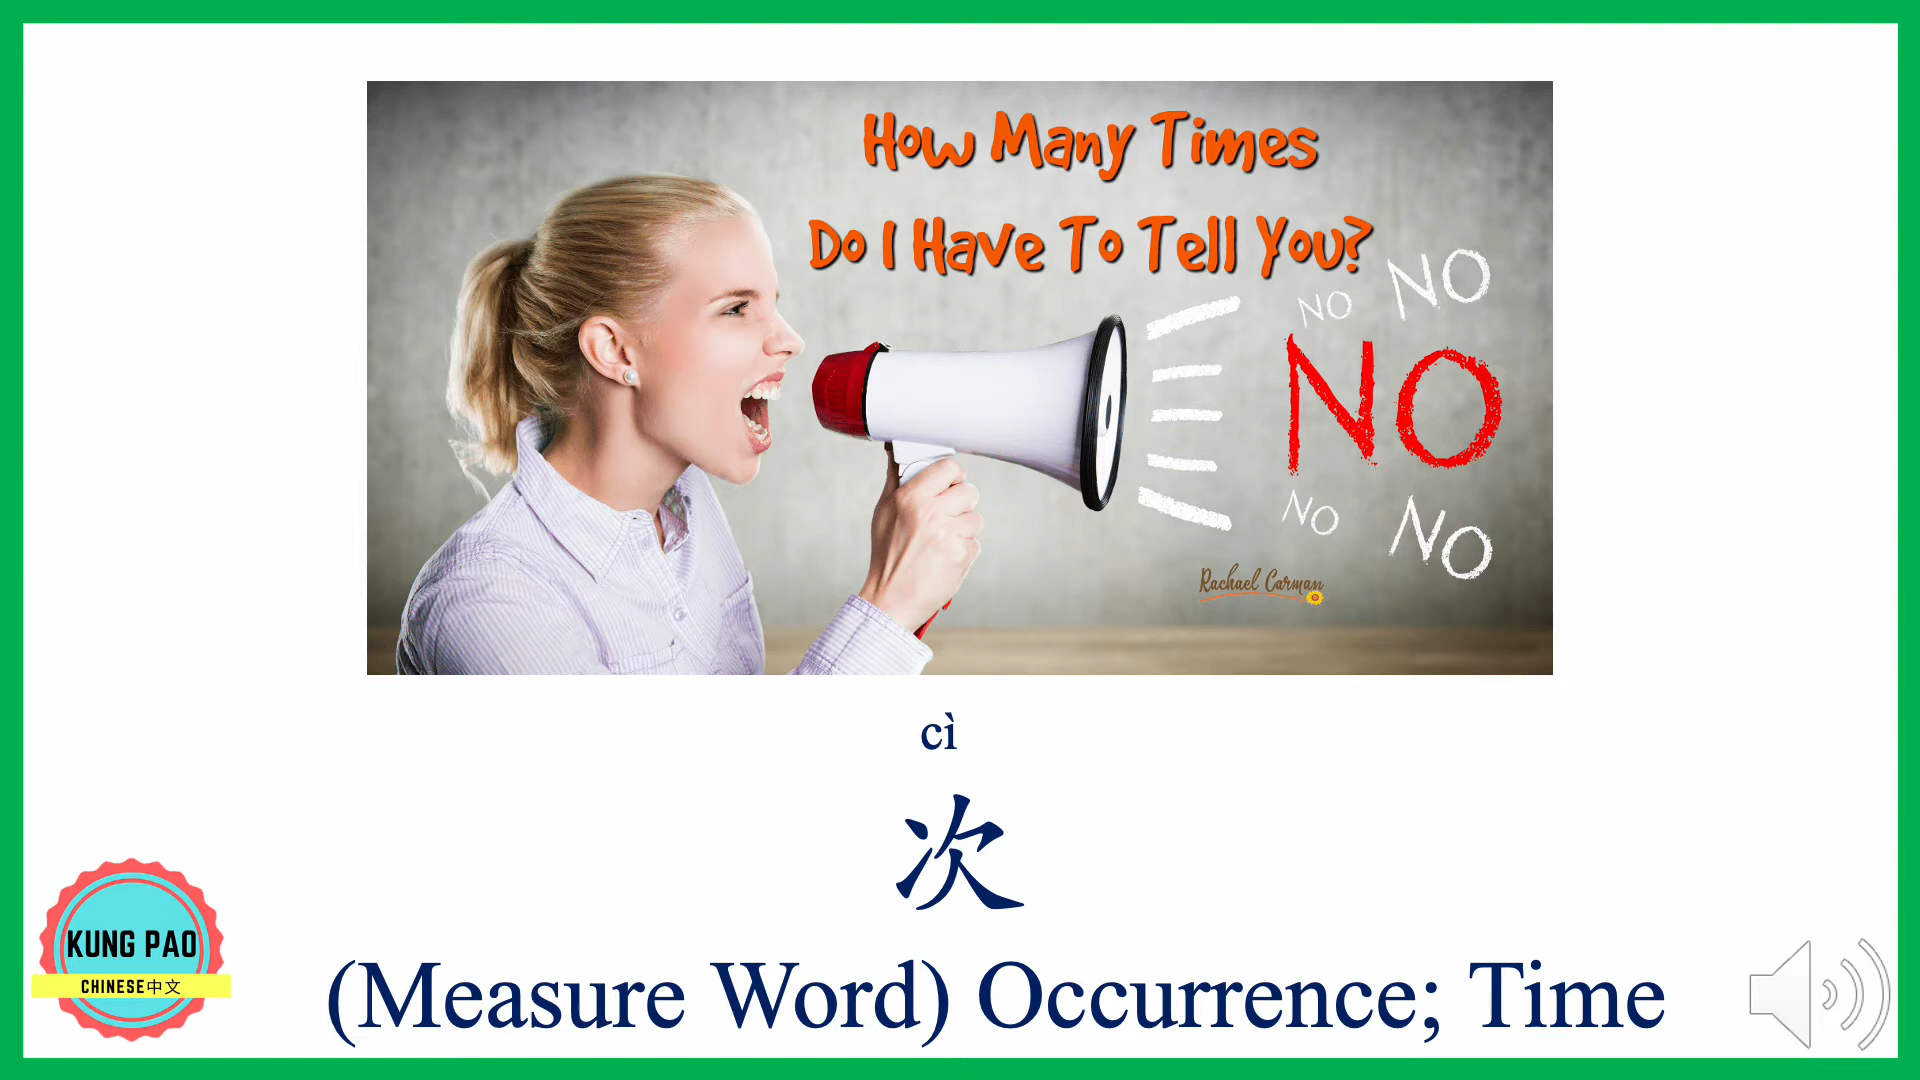 How Many Times
Do I Have To Tell You?
NO NO
NO
NO NO
Rachael Carman
cì
次
(Measure Word) Occurrence; Time
KUNG PAO
CHINESE中文